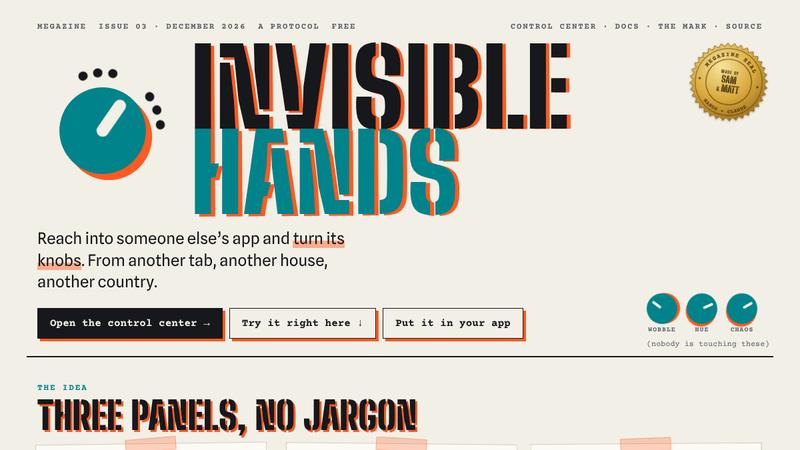 MEGAZINE ISSUE 03 · DECEMBER 2026 A PROTOCOL FREE
CONTROL CENTER · DOCS · THE MARK · SOURCE
INVISIBLE
HANDS
MEGAZINE SEAL
MADE BY
SAM
& MATT
Reach into someone else’s app and turn its
knobs. From another tab, another house,
another country.
Open the control center →
Try it right here ↓
Put it in your app
WOBBLE
HUE
CHAOS
(nobody is touching these)
THE IDEA
THREE PANELS, NO JARGON